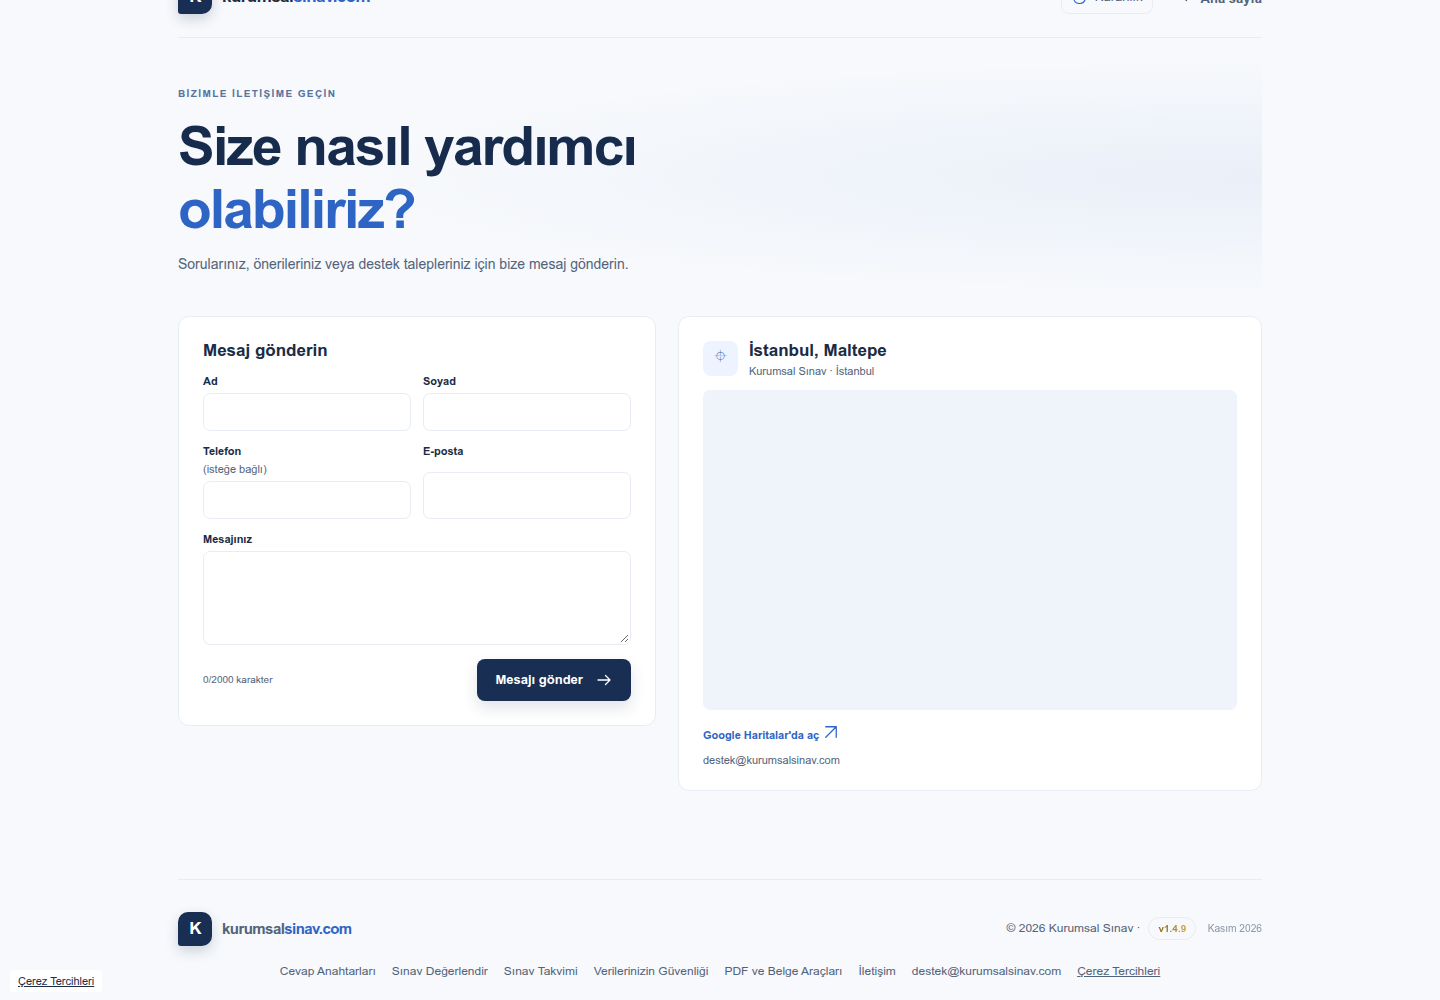 kurumsalsinav.com
Ana sayfa
BİZİMLE İLETİŞİME GEÇİN
Size nasıl yardımcı
olabiliriz?
Sorularınız, önerileriniz veya destek talepleriniz için bize mesaj gönderin.
Mesaj gönderin
Ad
Soyad
Telefon
(isteğe bağlı)
E-posta
Mesajınız
0/2000 karakter
Mesajı gönder
İstanbul, Maltepe
Kurumsal Sınav · İstanbul
Google Haritalar'da aç
destek@kurumsalsinav.com
K
kurumsalsinav.com
© 2026 Kurumsal Sınav ·
v1.4.9
Kasım 2026
Cevap Anahtarları
Sınav Değerlendir
Sınav Takvimi
Verilerinizin Güvenliği
PDF ve Belge Araçları
İletişim
destek@kurumsalsinav.com
Çerez Tercihleri
Çerez Tercihleri